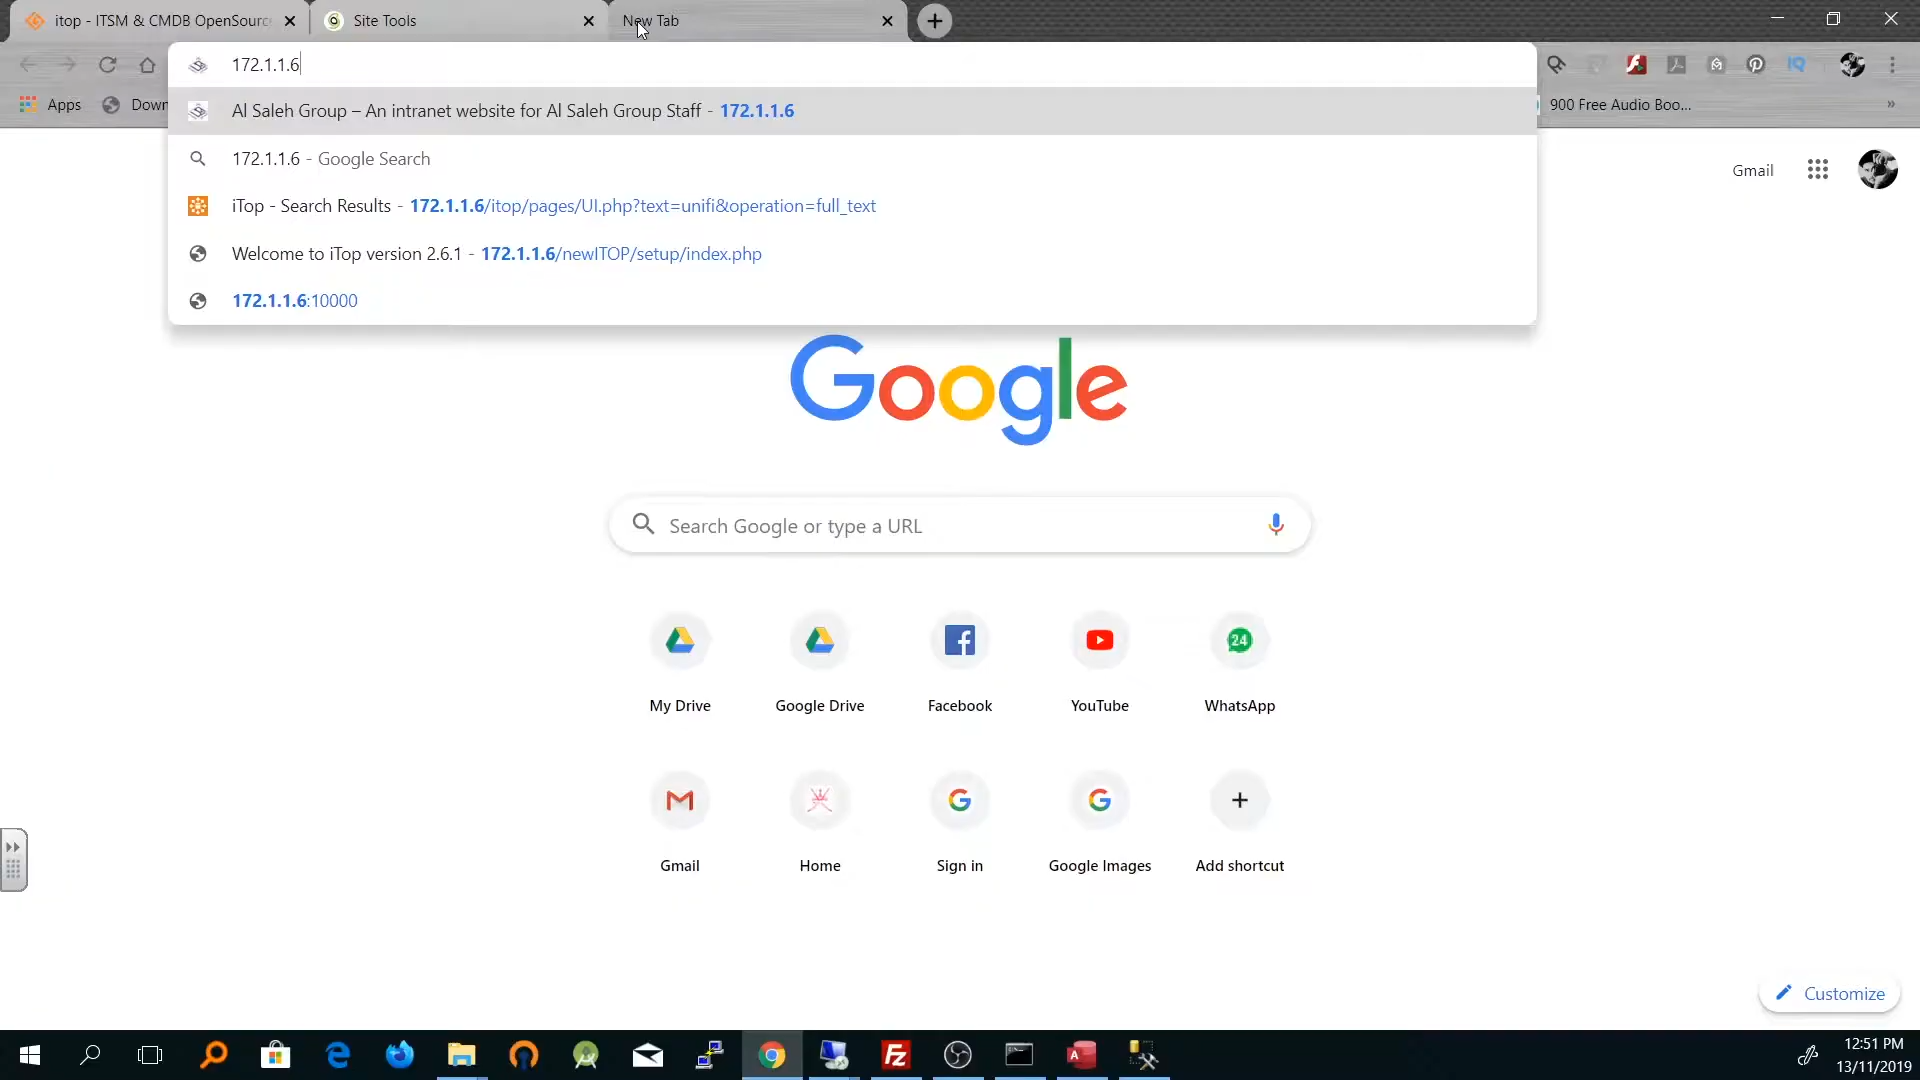 itop - ITSM & CMDB OpenSource
Site Tools
New Tab
172.1.1.6
Apps
Down
900 Free Audio Boo...
Al Saleh Group – An intranet website for Al Saleh Group Staff - 172.1.1.6
172.1.1.6 - Google Search
iTop - Search Results - 172.1.1.6/itop/pages/UI.php?text=unifi&operation=full_text
Welcome to iTop version 2.6.1 - 172.1.1.6/newITOP/setup/index.php
172.1.1.6:10000
Gmail
Google
Search Google or type a URL
24
My Drive
Google Drive
Facebook
YouTube
WhatsApp
Gmail
Home
Sign in
Google Images
Add shortcut
Customize
12:51 PM
13/11/2019